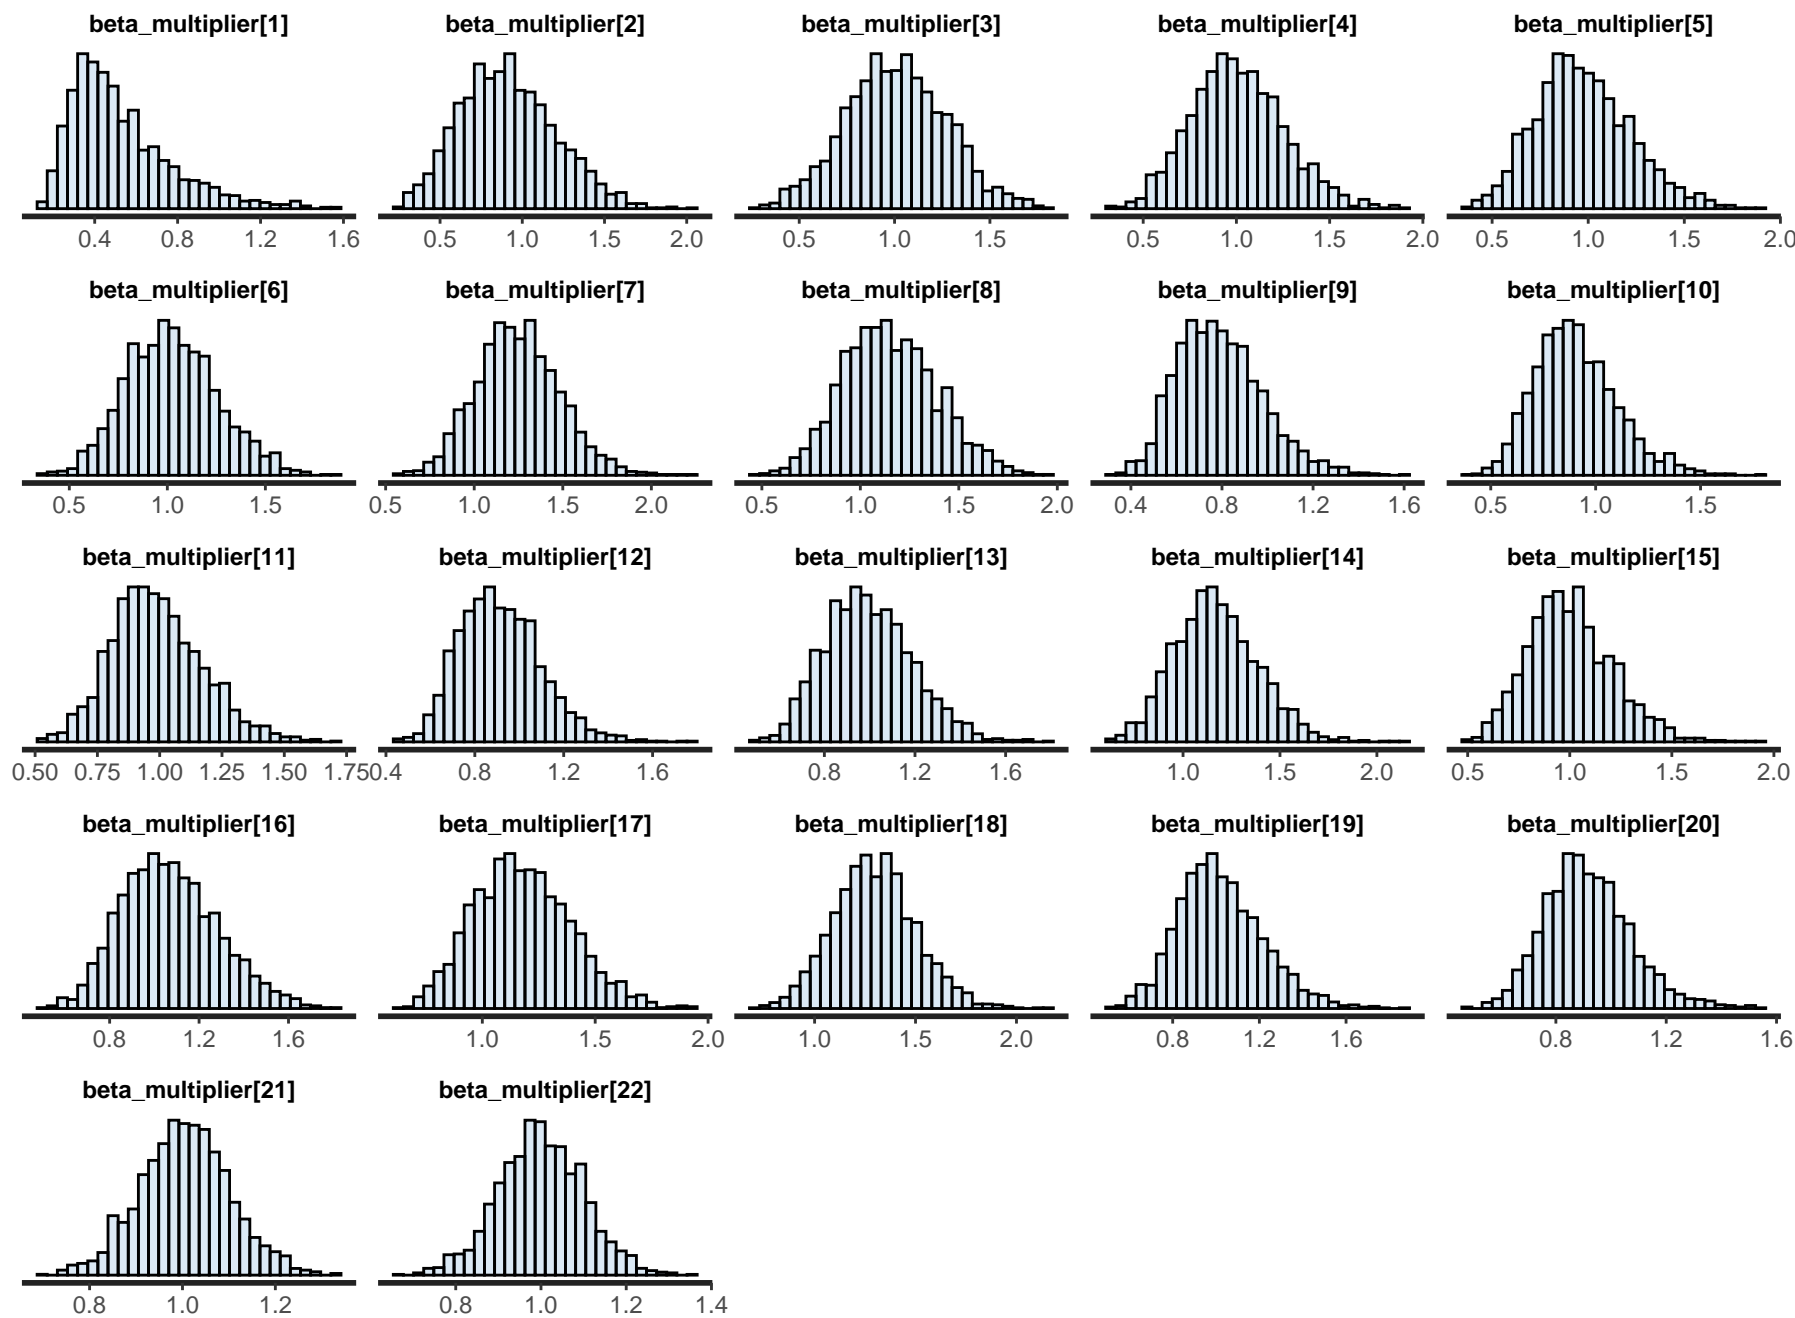 beta_multiplier[1] beta_multiplier[2] beta_multiplier[3] beta_multiplier[4] beta_multiplier[5]
0.4 0.8 1.2 1.6 0.5 1.0 1.5 2.0 0.5 1.0 1.5 0.5 1.0 1.5 2.0 0.5 1.0 1.5 2.0
beta_multiplier[6] beta_multiplier[7] beta_multiplier[8] beta_multiplier[9] beta_multiplier[10]
0.5 1.0 1.5 0.5 1.0 1.5 2.0 0.5 1.0 1.5 2.0 0.4 0.8 1.2 1.6 0.5 1.0 1.5
beta_multiplier[11] beta_multiplier[12] beta_multiplier[13] beta_multiplier[14] beta_multiplier[15]
0.50 0.75 1.00 1.25 1.50 1.75 0.4 0.8 1.2 1.6 0.8 1.2 1.6 1.0 1.5 2.0 0.5 1.0 1.5 2.0
beta_multiplier[16] beta_multiplier[17] beta_multiplier[18] beta_multiplier[19] beta_multiplier[20]
0.8 1.2 1.6 1.0 1.5 2.0 1.0 1.5 2.0 0.8 1.2 1.6 0.8 1.2 1.6
beta_multiplier[21] beta_multiplier[22]
0.8 1.0 1.2 0.8 1.0 1.2 1.4